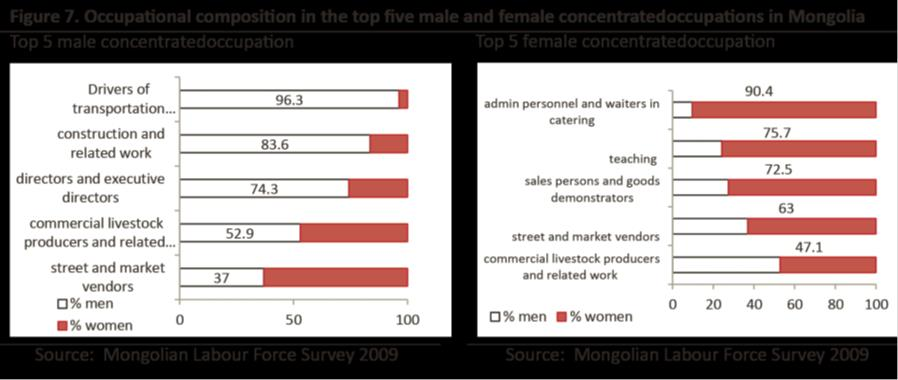 Figure 7. Occupational composition in the top five male and female concentratedoccupations in Mongolia
Top 5 male concentratedoccupation
Drivers of
transportation...
96.3
construction and
related work
83.6
directors and executive
directors
74.3
commercial livestock
producers and related...
52.9
street and market
vendors
37
% men
% women
0 50 100
Source: Mongolian Labour Force Survey 2009
Top 5 female concentratedoccupation
admin personnel and waiters in
catering
90.4
teaching
75.7
sales persons and goods
demonstrators
72.5
street and market vendors
63
commercial livestock producers
and related work
47.1
0 20 40 60 80 100
% men % women
Source: Mongolian Labour Force Survey 2009